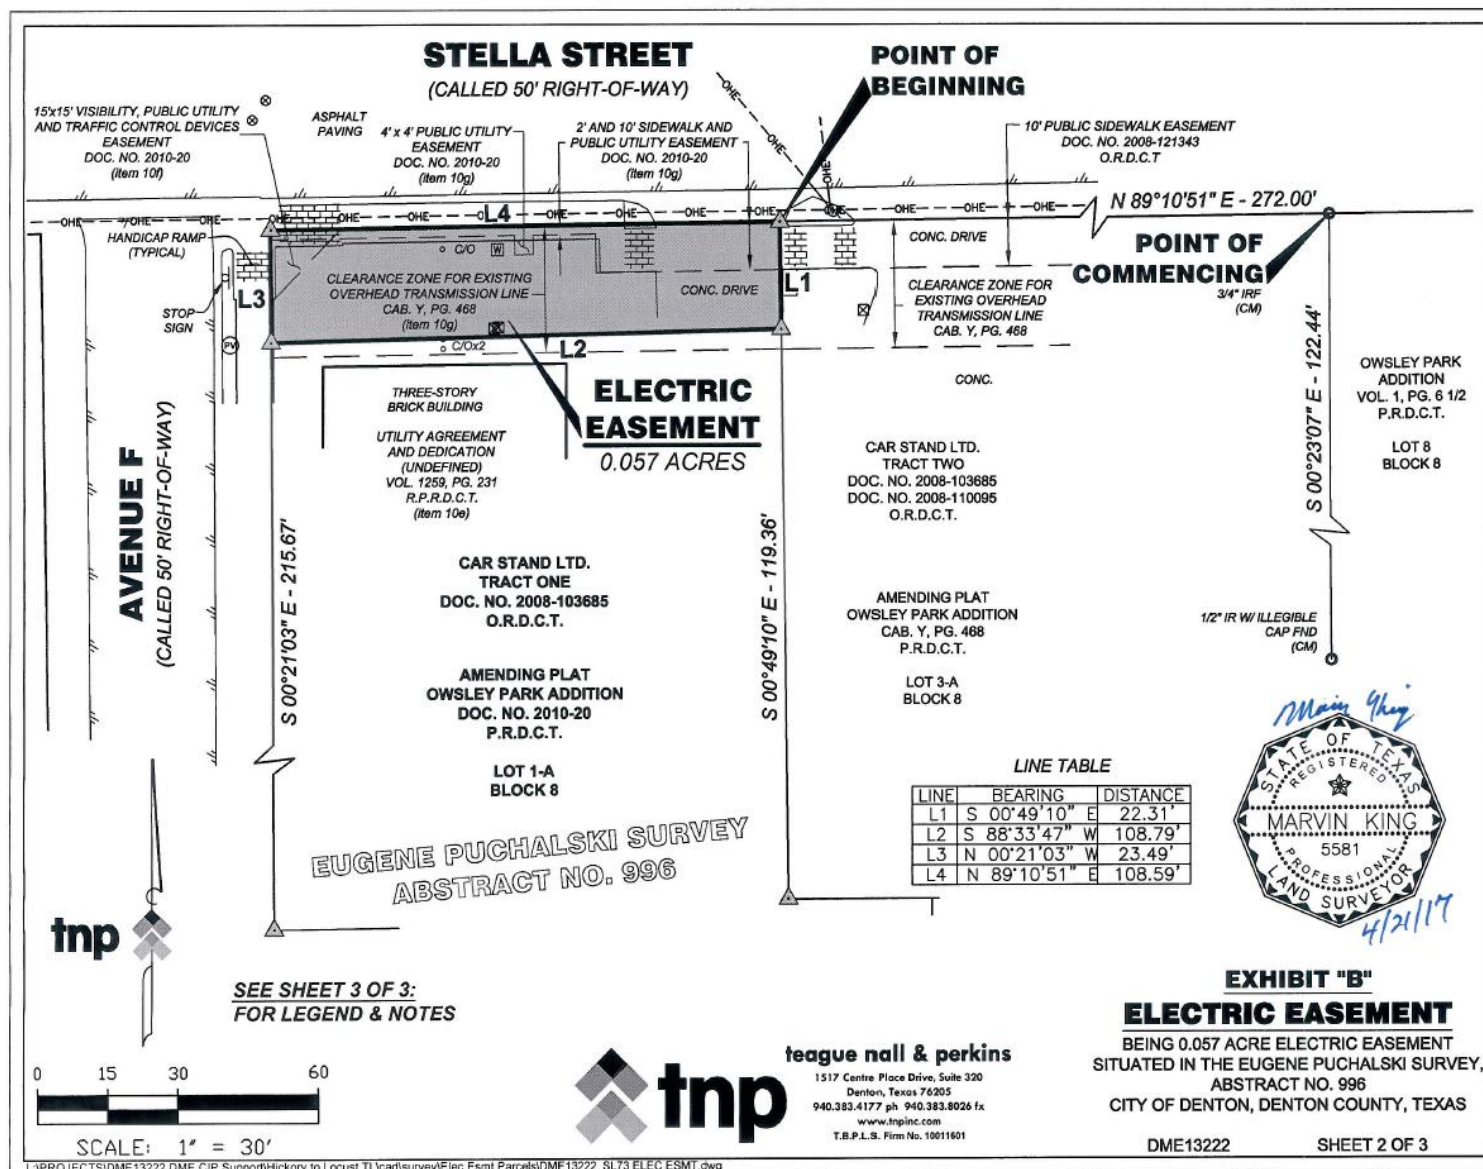 STELLA STREET
(CALLED 50' RIGHT-OF-WAY)
POINT OF
BEGINNING
15'x15' VISIBILITY, PUBLIC UTILITY
AND TRAFFIC CONTROL DEVICES
EASEMENT
DOC. NO. 2010-20
(item 10f)
ASPHALT
PAVING
4' x 4' PUBLIC UTILITY
EASEMENT
DOC. NO. 2010-20
(item 10g)
2' AND 10' SIDEWALK AND
PUBLIC UTILITY EASEMENT
DOC. NO. 2010-20
(item 10g)
OHE
OHE
10' PUBLIC SIDEWALK EASEMENT
DOC. NO. 2008-121343
O.R.D.C.T
OHE OHE OHE OHE OHE L4 OHE OHE OHE OHE OHE OHE
N 89°10'51" E - 272.00'
HANDICAP RAMP
(TYPICAL)
C/O W
CONC. DRIVE
POINT OF
COMMENCING
3/4" IRF
(CM)
L3
STOP
SIGN
CLEARANCE ZONE FOR EXISTING
OVERHEAD TRANSMISSION LINE
CAB. Y, PG. 468
(item 10g)
CONC. DRIVE
L1
CLEARANCE ZONE FOR
EXISTING OVERHEAD
TRANSMISSION LINE
CAB. Y, PG. 468
PV
C/Ox2
L2
CONC.
THREE-STORY
BRICK BUILDING
UTILITY AGREEMENT
AND DEDICATION
(UNDEFINED)
VOL. 1259, PG. 231
R.P.R.D.C.T.
(item 10e)
ELECTRIC
EASEMENT
0.057 ACRES
S 00°23'07" E - 122.44'
OWSLEY PARK
ADDITION
VOL. 1, PG. 6 1/2
P.R.D.C.T.
LOT 8
BLOCK 8
AVENUE F
(CALLED 50' RIGHT-OF-WAY)
S 00°21'03" E - 215.67'
CAR STAND LTD.
TRACT ONE
DOC. NO. 2008-103685
O.R.D.C.T.
AMENDING PLAT
OWSLEY PARK ADDITION
DOC. NO. 2010-20
P.R.D.C.T.
LOT 1-A
BLOCK 8
S 00°49'10" E - 119.36'
CAR STAND LTD.
TRACT TWO
DOC. NO. 2008-103685
DOC. NO. 2008-110095
O.R.D.C.T.
AMENDING PLAT
OWSLEY PARK ADDITION
CAB. Y, PG. 468
P.R.D.C.T.
LOT 3-A
BLOCK 8
1/2" IR W/ ILLEGIBLE
CAP FND
(CM)
EUGENE PUCHALSKI SURVEY
ABSTRACT NO. 996
LINE TABLE
LINE BEARING DISTANCE
L1 S 00°49'10" E 22.31'
L2 S 88°33'47" W 108.79'
L3 N 00°21'03" W 23.49'
L4 N 89°10'51" E 108.59'
STATE OF TEXAS
REGISTERED
MARVIN KING
5581
PROFESSIONAL
LAND SURVEYOR
4/21/17
tnp
SEE SHEET 3 OF 3:
FOR LEGEND & NOTES
0 15 30 60
SCALE: 1" = 30'
tnp
teague nall & perkins
1517 Centre Place Drive, Suite 320
Denton, Texas 76205
940.383.4177 ph 940.383.8026 fx
www.tnpinc.com
T.B.P.L.S. Firm No. 10011601
EXHIBIT "B"
ELECTRIC EASEMENT
BEING 0.057 ACRE ELECTRIC EASEMENT
SITUATED IN THE EUGENE PUCHALSKI SURVEY,
ABSTRACT NO. 996
CITY OF DENTON, DENTON COUNTY, TEXAS
DME13222 SHEET 2 OF 3